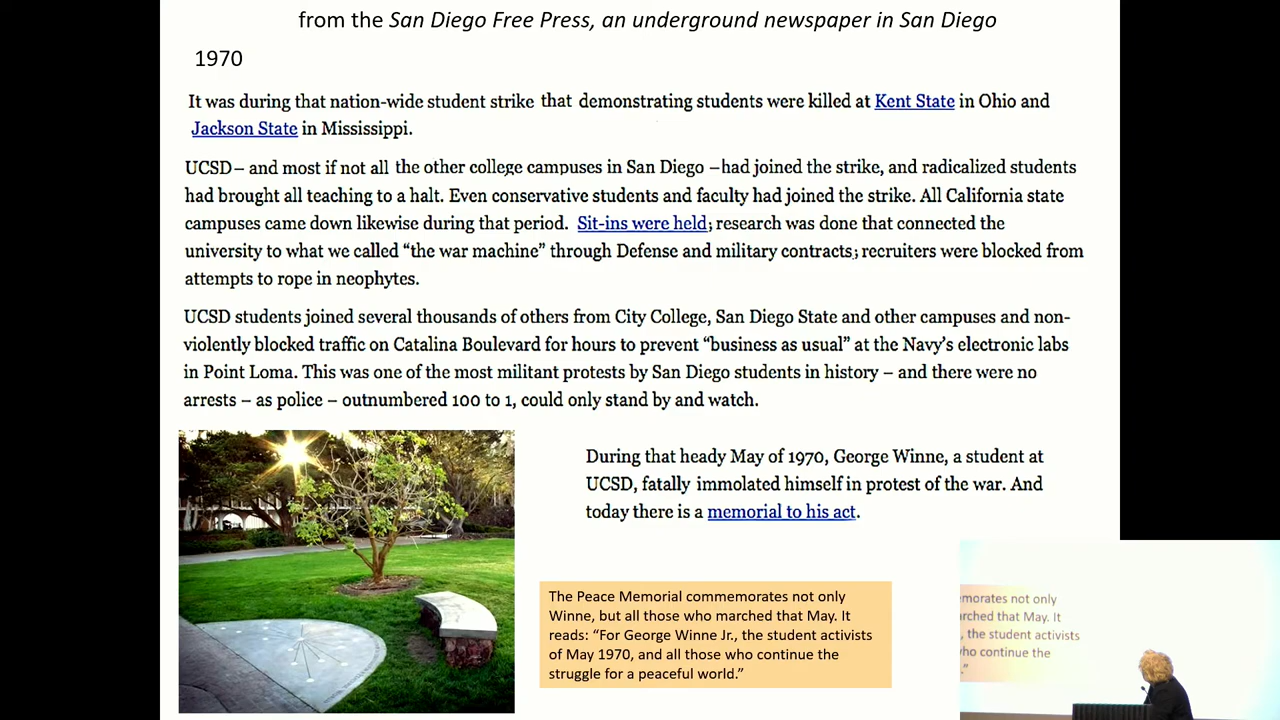 from the San Diego Free Press, an underground newspaper in San Diego
1970
It was during that nation-wide student strike that demonstrating students were killed at Kent State in Ohio and
Jackson State in Mississippi.
UCSD– and most if not all the other college campuses in San Diego –had joined the strike, and radicalized students
had brought all teaching to a halt. Even conservative students and faculty had joined the strike. All California state
campuses came down likewise during that period. Sit-ins were held; research was done that connected the
university to what we called “the war machine” through Defense and military contracts; recruiters were blocked from
attempts to rope in neophytes.
UCSD students joined several thousands of others from City College, San Diego State and other campuses and non-
violently blocked traffic on Catalina Boulevard for hours to prevent “business as usual” at the Navy’s electronic labs
in Point Loma. This was one of the most militant protests by San Diego students in history – and there were no
arrests – as police – outnumbered 100 to 1, could only stand by and watch.
During that heady May of 1970, George Winne, a student at
UCSD, fatally immolated himself in protest of the war. And
today there is a memorial to his act.
The Peace Memorial commemorates not only
Winne, but all those who marched that May. It
reads: “For George Winne Jr., the student activists
of May 1970, and all those who continue the
struggle for a peaceful world.”
morates not only
rched that May. It
, the student activists
who continue the
.”